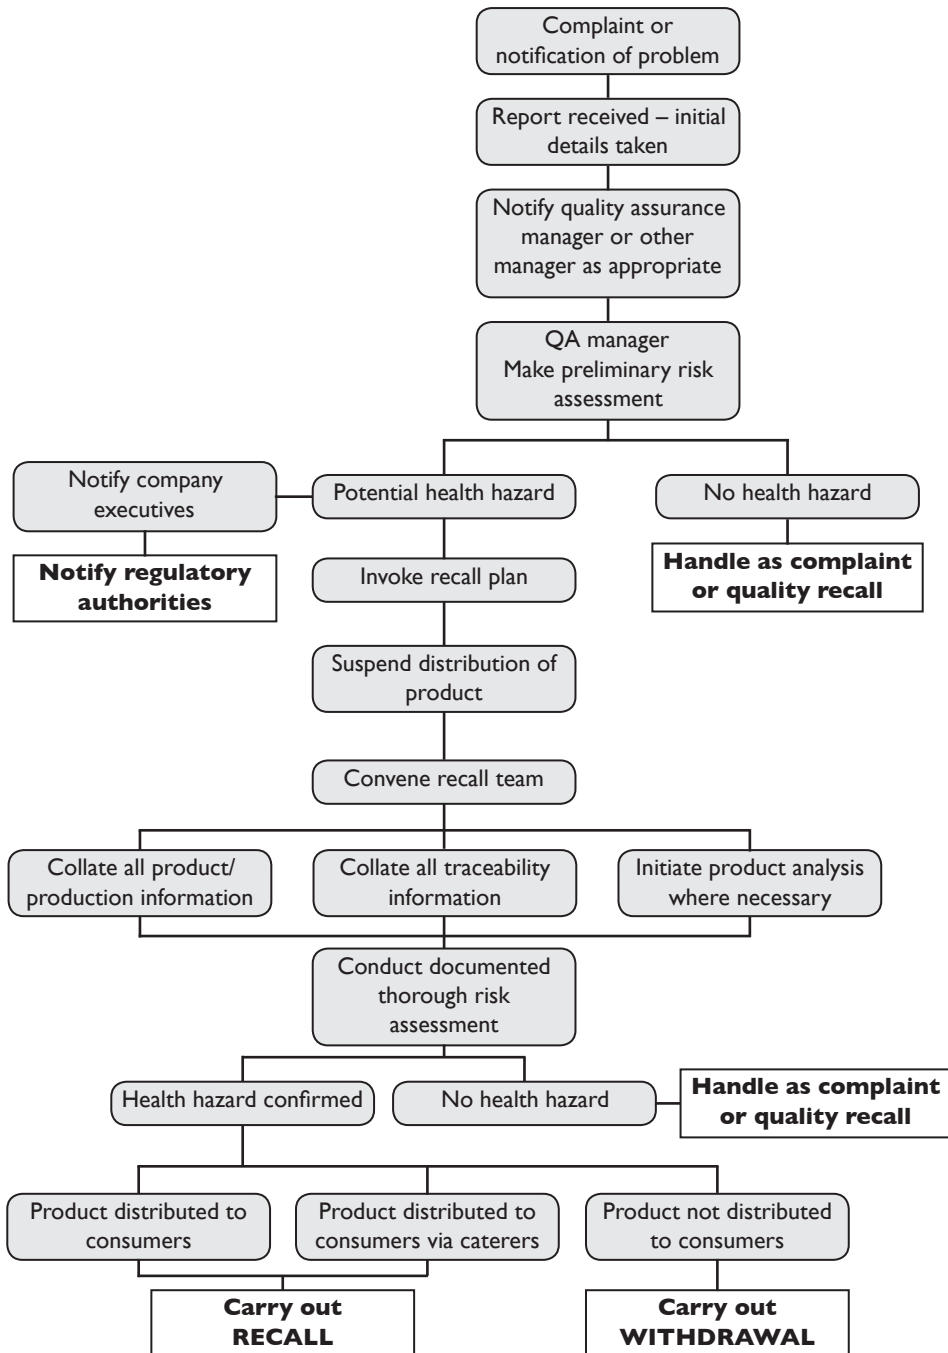 Complaint or
notification of problem
Report received – initial
details taken
Notify quality assurance
manager or other
manager as appropriate
QA manager
Make preliminary risk
assessment
Notify company
executives
Potential health hazard
No health hazard
Notify regulatory
authorities
Handle as complaint
or quality recall
Invoke recall plan
Suspend distribution of
product
Convene recall team
Collate all product/
production information
Collate all traceability
information
Initiate product analysis
where necessary
Conduct documented
thorough risk
assessment
Health hazard confirmed
No health hazard
Handle as complaint
or quality recall
Product distributed to
consumers
Product distributed to
consumers via caterers
Product not distributed
to consumers
Carry out
RECALL
Carry out
WITHDRAWAL